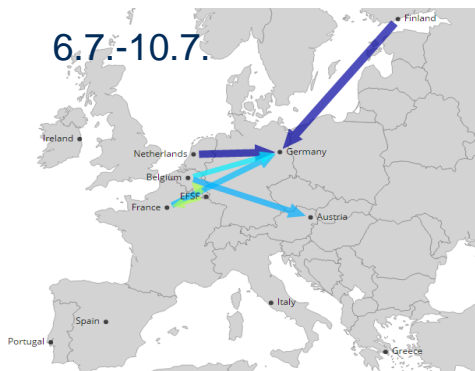 6.7.-10.7.
Finland
Ireland
Netherlands
Germany
Belgium
EFSF
France
Austria
Italy
Spain
Portugal
Greece